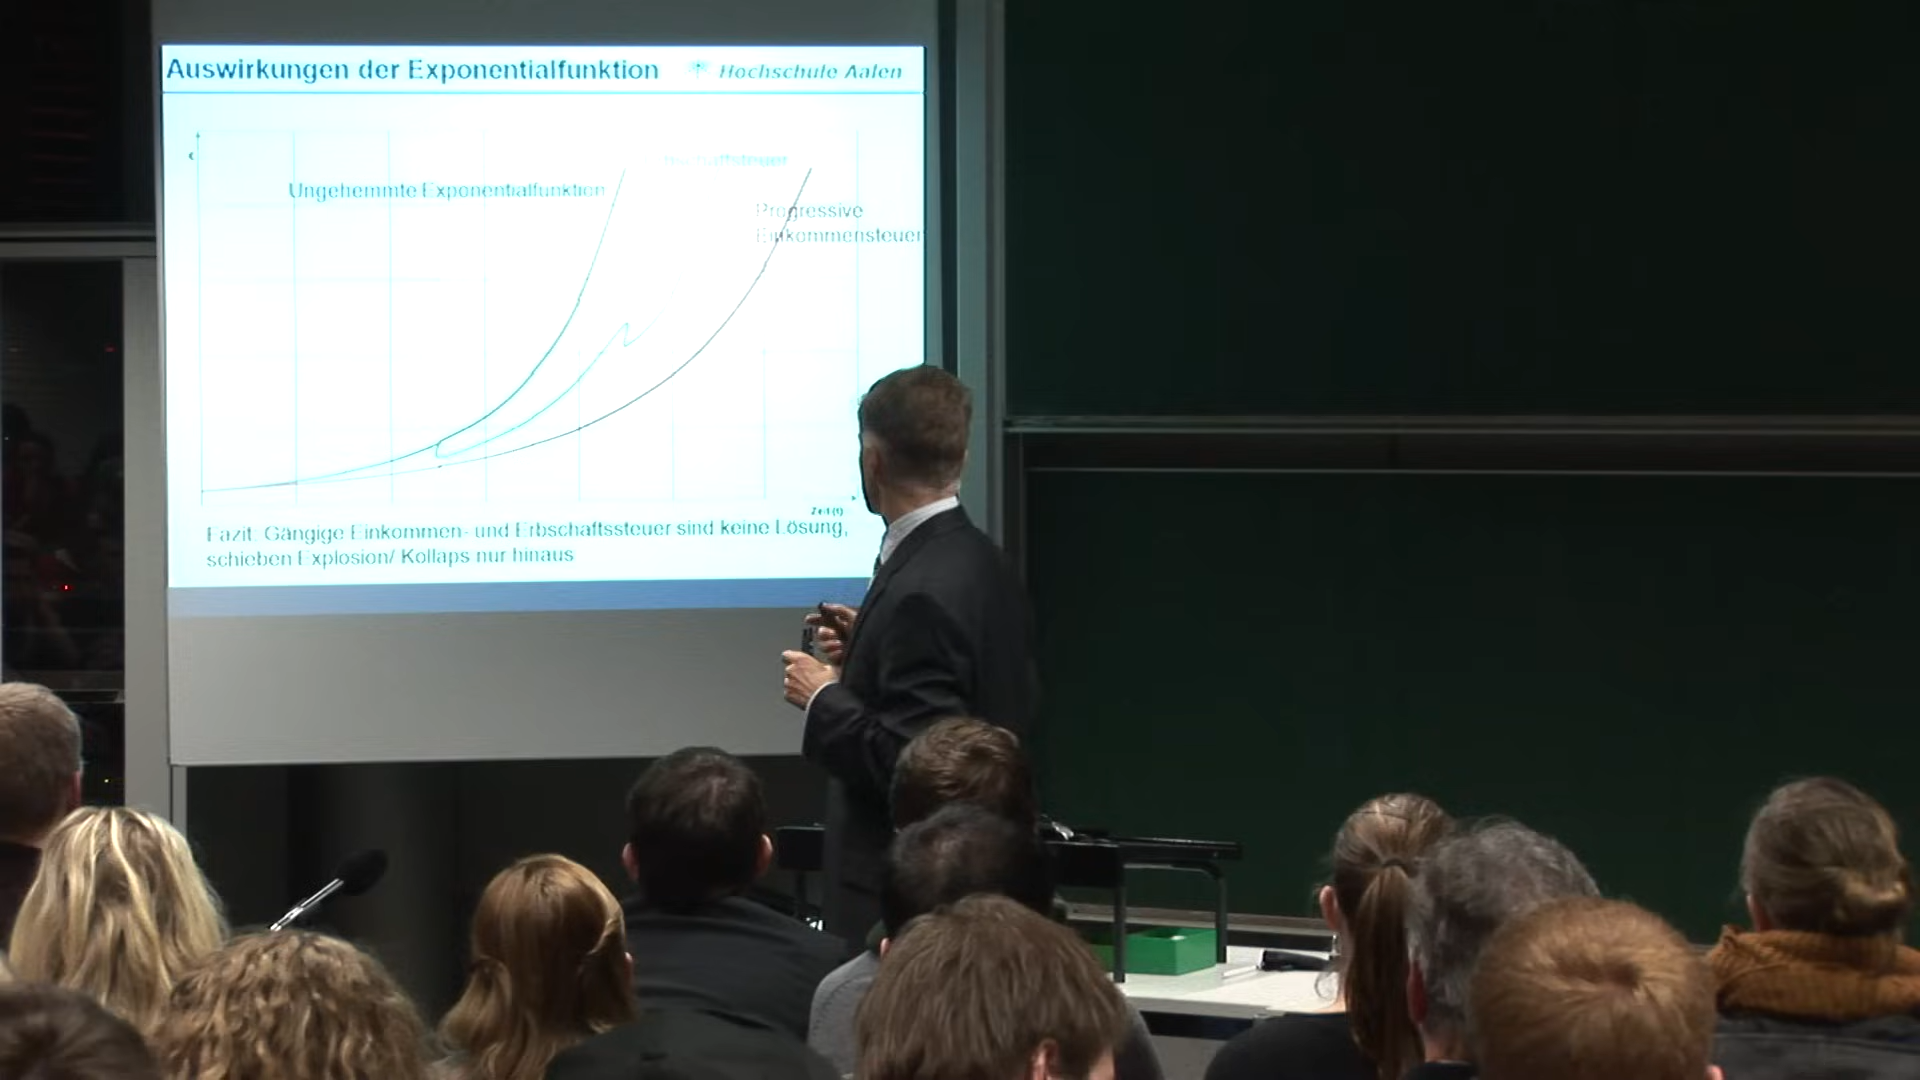 Auswirkungen der Exponentialfunktion
Hochschule Aalen
€
Ungehemmte Exponentialfunktion
Progressive
Einkommensteuer
Zeit (t)
Fazit: Gängige Einkommen- und Erbschaftssteuer sind keine Lösung,
schieben Explosion/ Kollaps nur hinaus